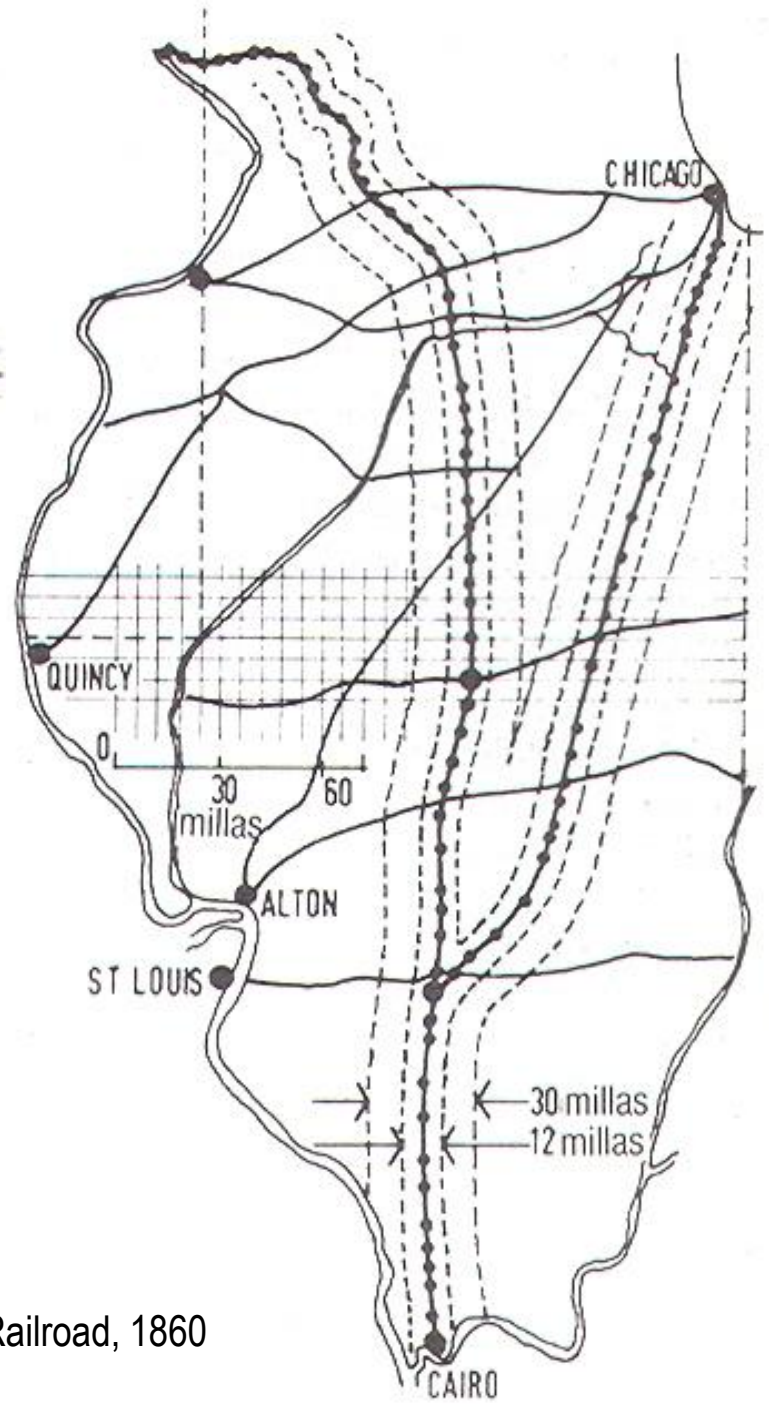 CHICAGO
QUINCY
0
30
60
millas
ALTON
ST LOUIS
30 millas
12 millas
Railroad, 1860
CAIRO